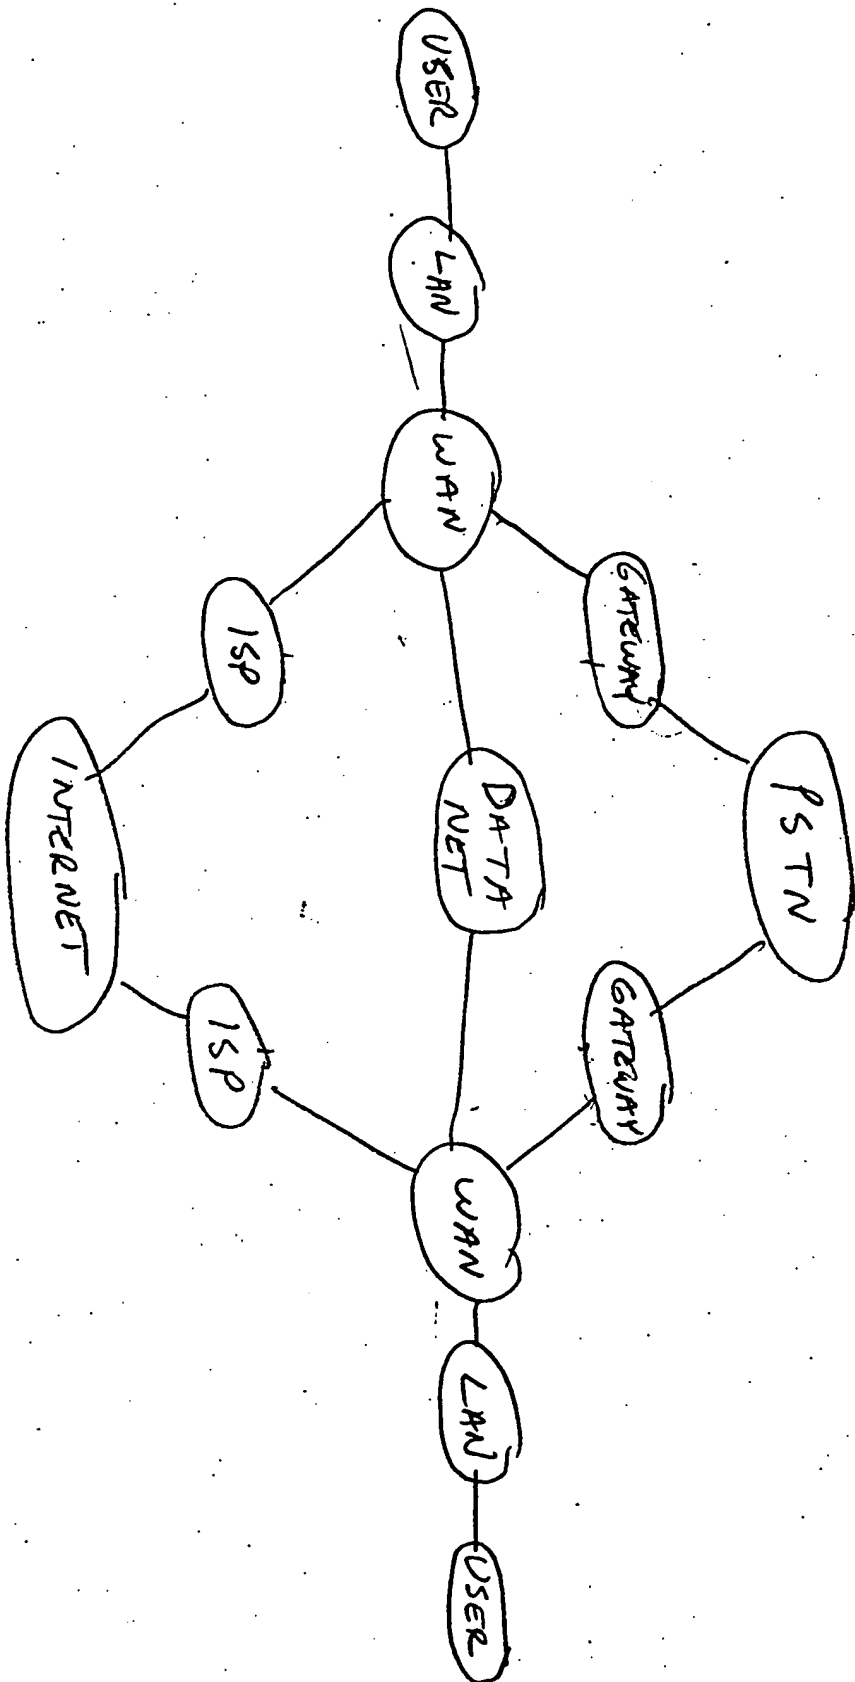 PSTN
GATEWAY
GATEWAY
USER
LAN
WAN
DATA
NET
WAN
LAN
USER
ISP
ISP
INTERNET